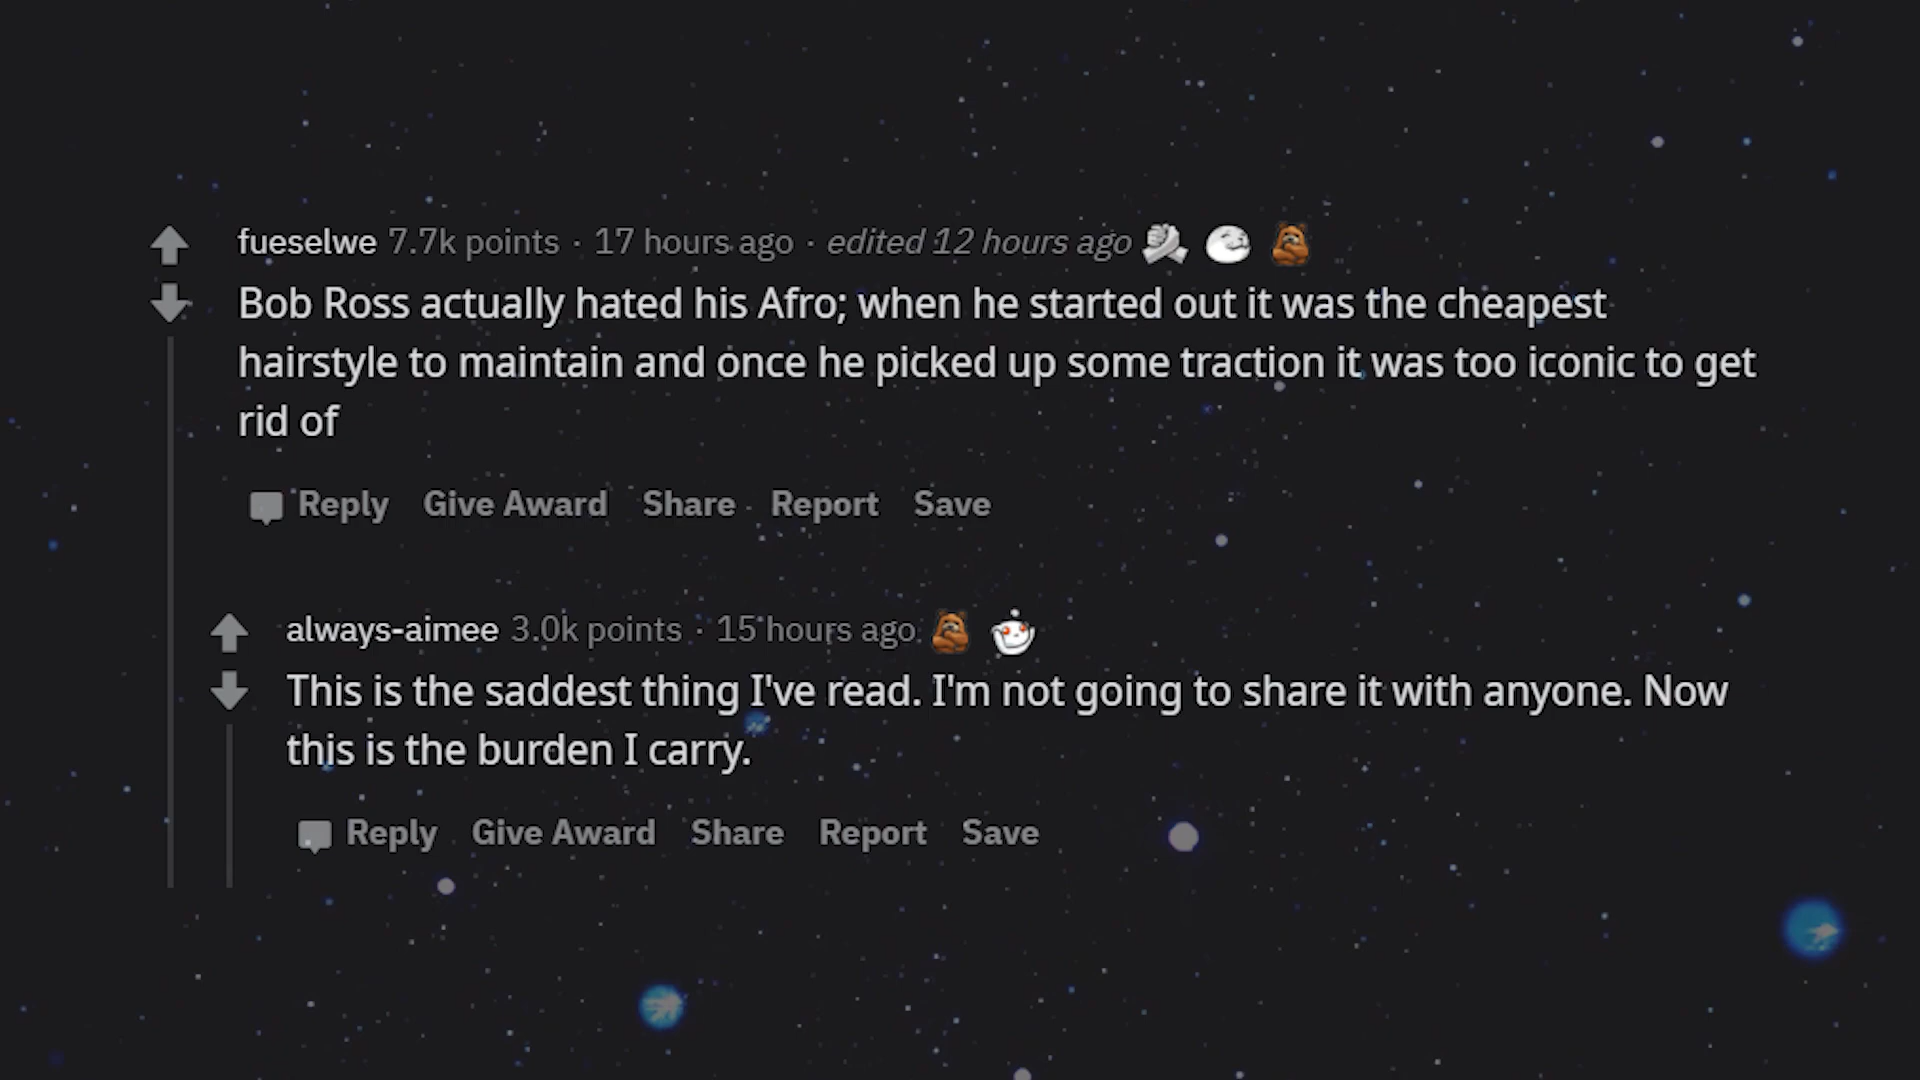 fueselwe 7.7k points · 17 hours ago · edited 12 hours ago
Bob Ross actually hated his Afro; when he started out it was the cheapest
hairstyle to maintain and once he picked up some traction it was too iconic to get
rid of
Reply Give Award Share Report Save
always-aimee 3.0k points · 15 hours ago
This is the saddest thing I've read. I'm not going to share it with anyone. Now
this is the burden I carry.
Reply Give Award Share Report Save